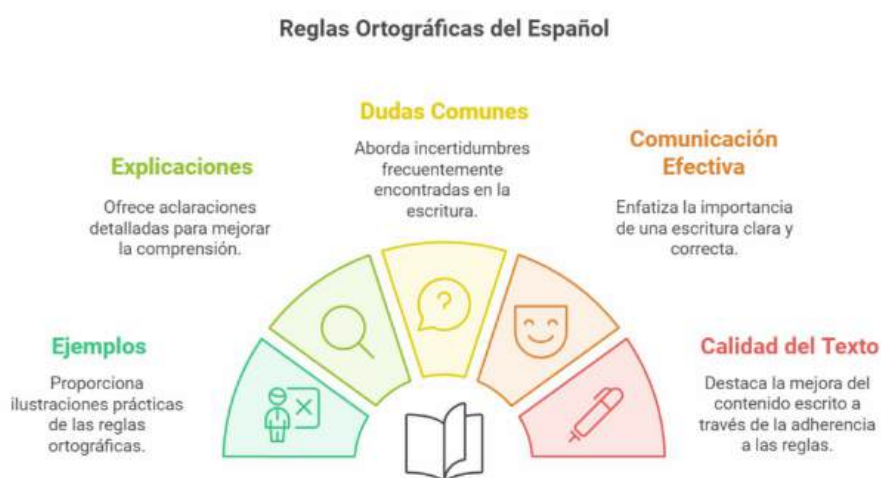 Reglas Ortográficas del Español
Dudas Comunes
Aborda incertidumbres
frecuentemente
encontradas en la
escritura.
Explicaciones
Ofrece aclaraciones
detalladas para mejorar
la comprensión.
Comunicación
Efectiva
Enfatiza la importancia
de una escritura clara y
correcta.
Ejemplos
Proporciona
ilustraciones prácticas
de las reglas
ortográficas.
Calidad del Texto
Destaca la mejora del
contenido escrito a
través de la adherencia
a las reglas.